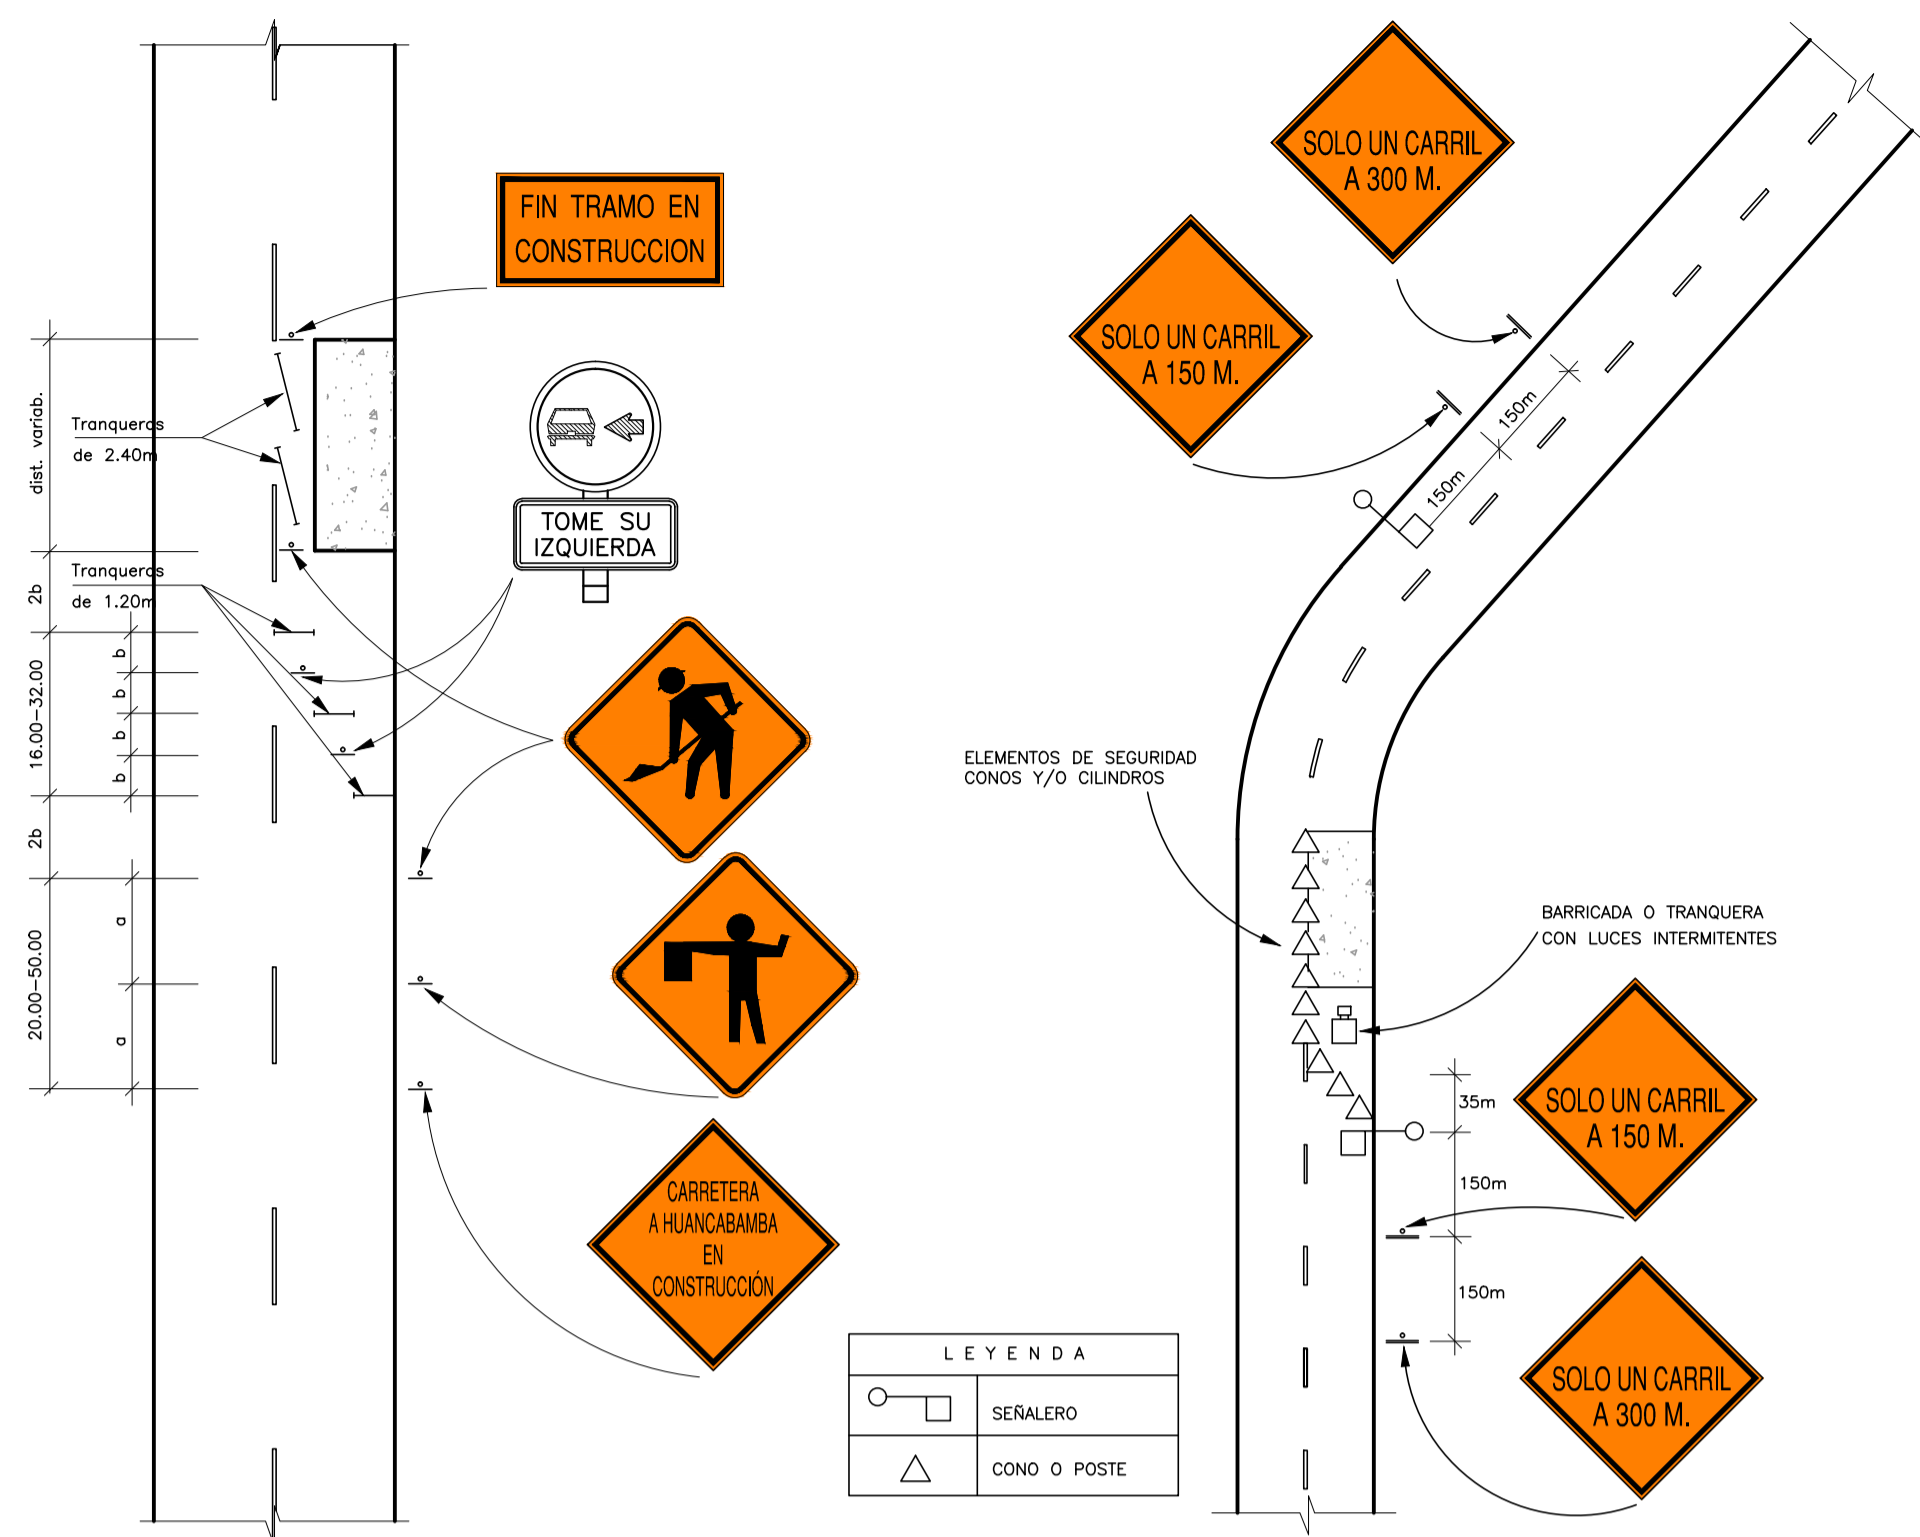 FIN TRAMO EN
CONSTRUCCION
dist. variab.
Tranqueras
de 2.40m
TOME SU
IZQUIERDA
2b
Tranqueras
de 1.20m
16.00-32.00
b
b
b
b
2b
20.00-50.00
a
a
CARRETERA
A HUANCABAMBA
EN
CONSTRUCCIÓN
SOLO UN CARRIL
A 300 M.
SOLO UN CARRIL
A 150 M.
150m
150m
ELEMENTOS DE SEGURIDAD
CONOS Y/O CILINDROS
BARRICADA O TRANQUERA
CON LUCES INTERMITENTES
35m
150m
150m
SOLO UN CARRIL
A 150 M.
SOLO UN CARRIL
A 300 M.
LEYENDA
SEÑALERO
CONO O POSTE